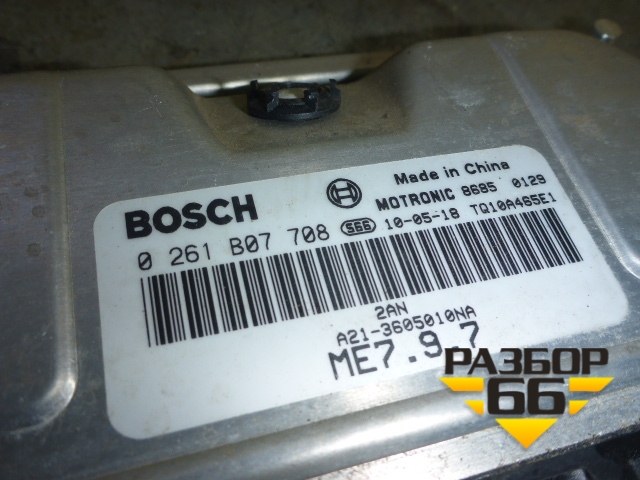 Made in China
BOSCH
MOTRONIC 8685 0129
0 261 B07 708 S66 10-05-18 TQ10A465E1
2AN
A21-3605010NA
ME7.9.7
РАЗБОР
66